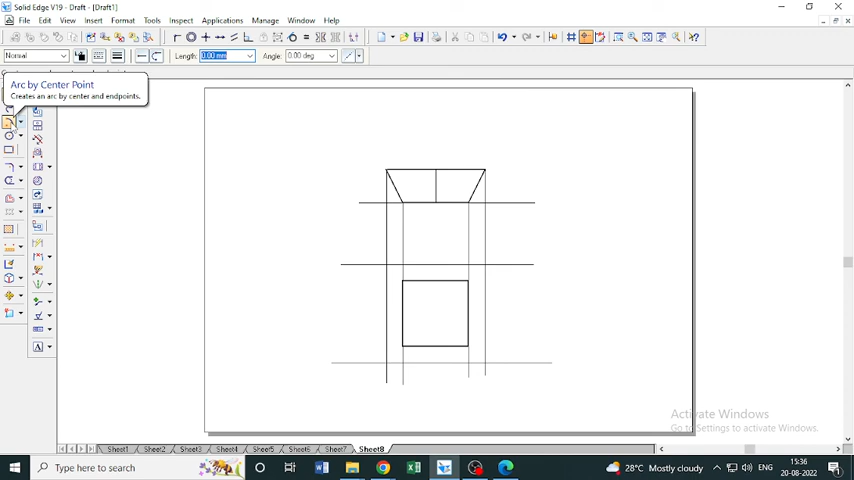 Solid Edge V19 - Draft - [Draft1]
File Edit View Insert Format Tools Inspect Applications Manage Window Help
Normal Length: 0.00 mm Angle: 0.00 deg
Arc by Center Point
Creates an arc by center and endpoints.
A
Activate Windows
Go to Settings to activate Windows.
Sheet1 Sheet2 Sheet3 Sheet4 Sheet5 Sheet6 Sheet7 Sheet8
Type here to search
28°C Mostly cloudy ENG 15:36
20-08-2022